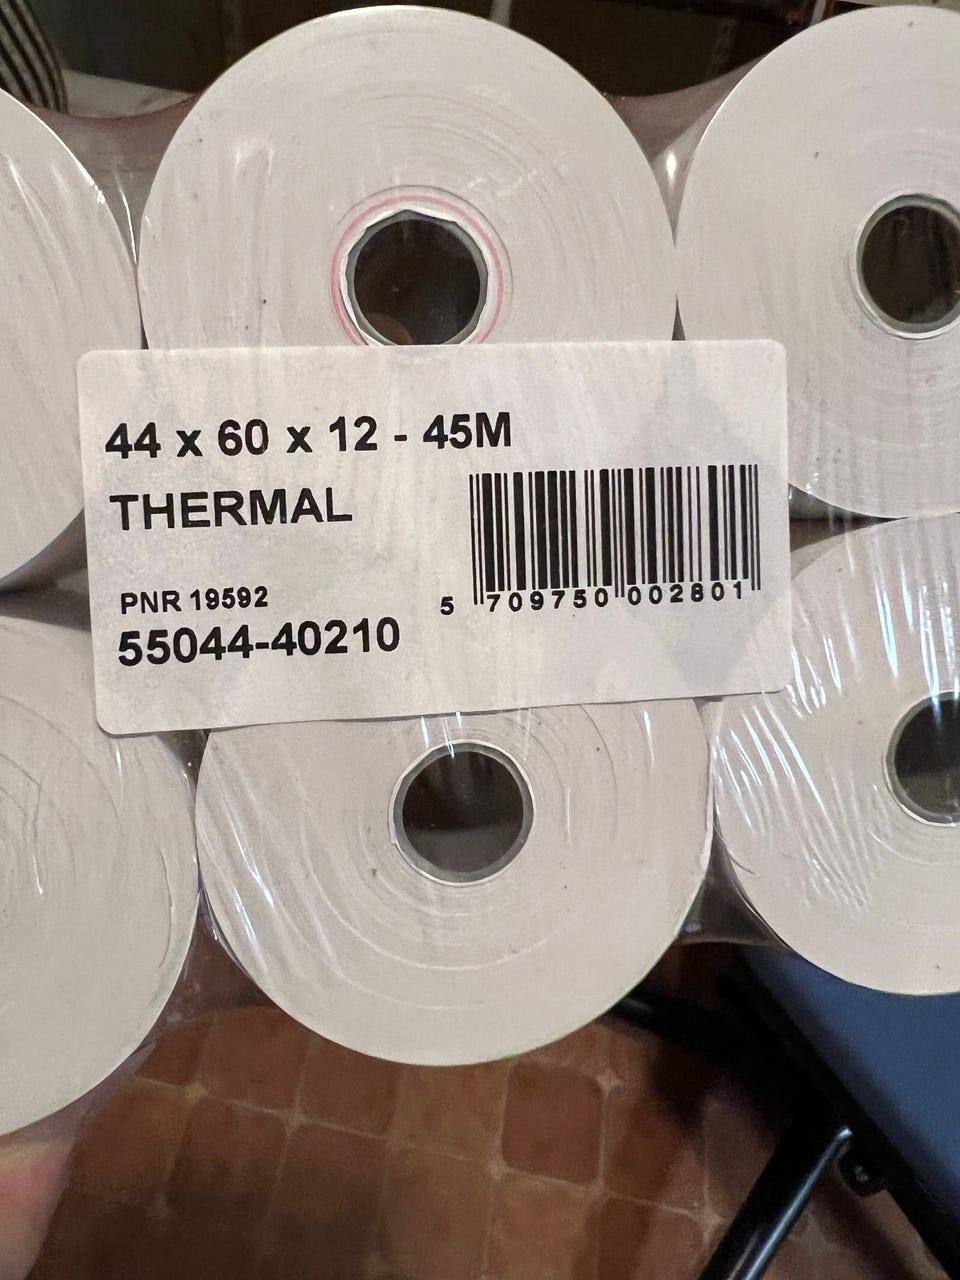 44 x 60 x 12 - 45M
THERMAL
PNR 19592
55044-40210
5 709750 002801